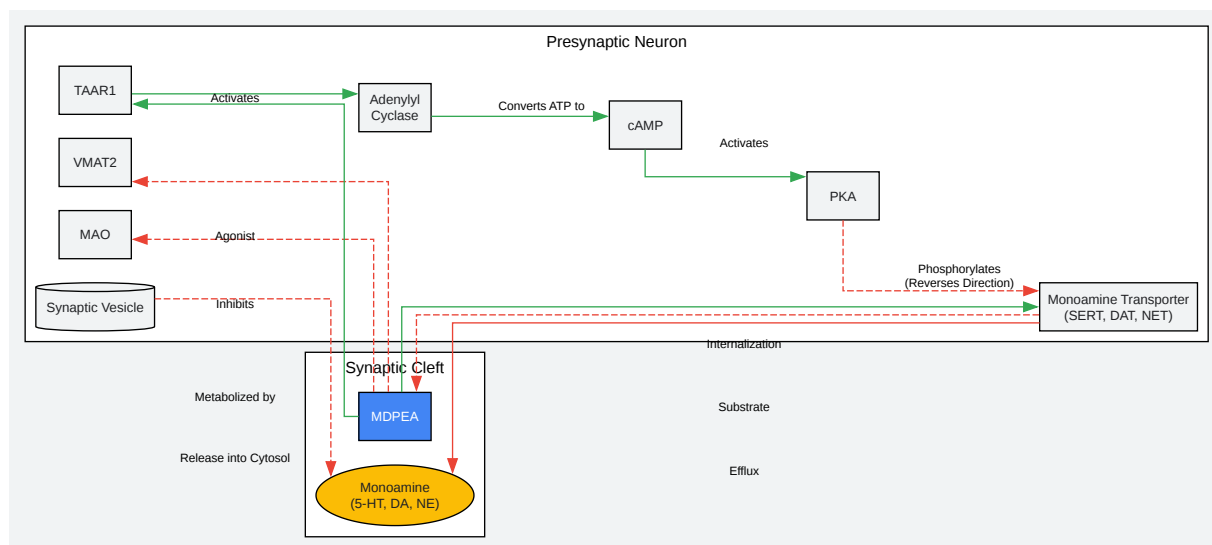 Presynaptic Neuron
TAAR1
Activates
Adenylyl
Cyclase
Converts ATP to
cAMP
Activates
VMAT2
PKA
MAO
Agonist
Phosphorylates
(Reverses Direction)
Synaptic Vesicle
Inhibits
Monoamine Transporter
(SERT, DAT, NET)
Internalization
Synaptic Cleft
Metabolized by
MDPEA
Substrate
Release into Cytosol
Efflux
Monoamine
(5-HT, DA, NE)